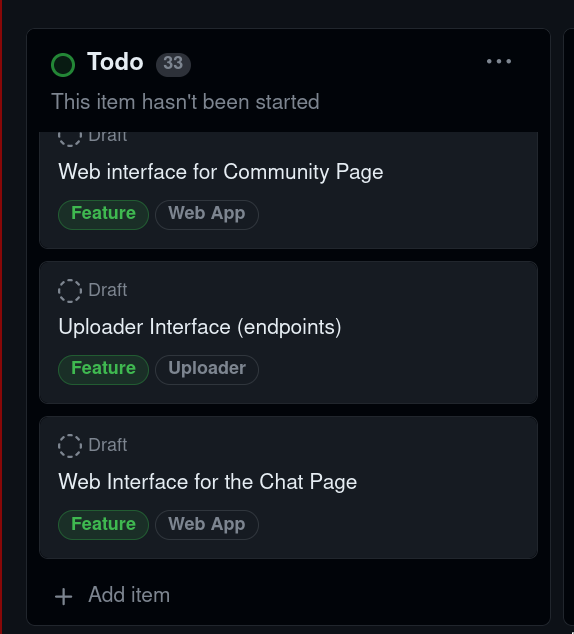 Todo 33
This item hasn't been started
Draft
Web interface for Community Page
Feature Web App
Draft
Uploader Interface (endpoints)
Feature Uploader
Draft
Web Interface for the Chat Page
Feature Web App
Add item